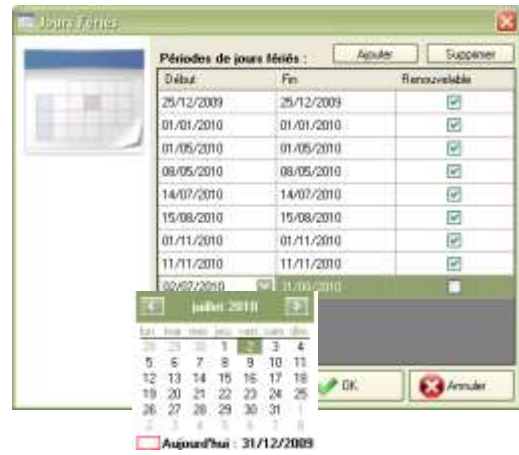 Jours Fériés
Périodes de jours fériés : Ajouter Supprimer
Début Fin Renouvelable
25/12/2009 25/12/2009
01/01/2010 01/01/2010
01/05/2010 01/05/2010
08/05/2010 08/05/2010
14/07/2010 14/07/2010
15/08/2010 15/08/2010
01/11/2010 01/11/2010
11/11/2010 11/11/2010
02/07/2010 31/08/2010
juillet 2010
lun. mar. mer. jeu. ven. sam. dim.
28 29 30 1 2 3 4
5 6 7 8 9 10 11
12 13 14 15 16 17 18
19 20 21 22 23 24 25
26 27 28 29 30 31 1
2 3 4 5 6 7 8
Aujourd'hui : 31/12/2009
OK Annuler